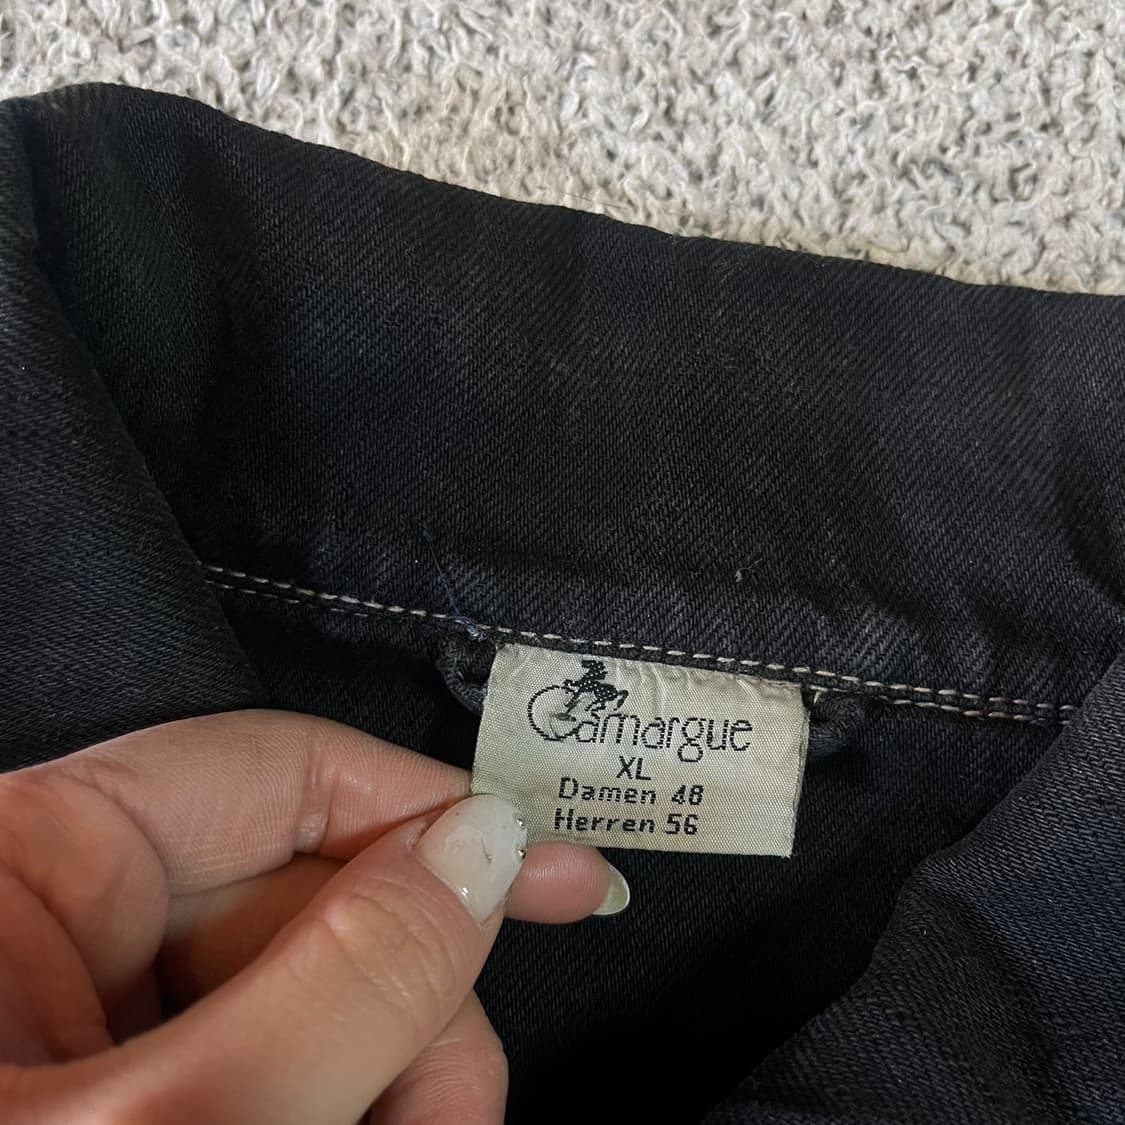 Camargue
XL
Damen 48
Herren 56